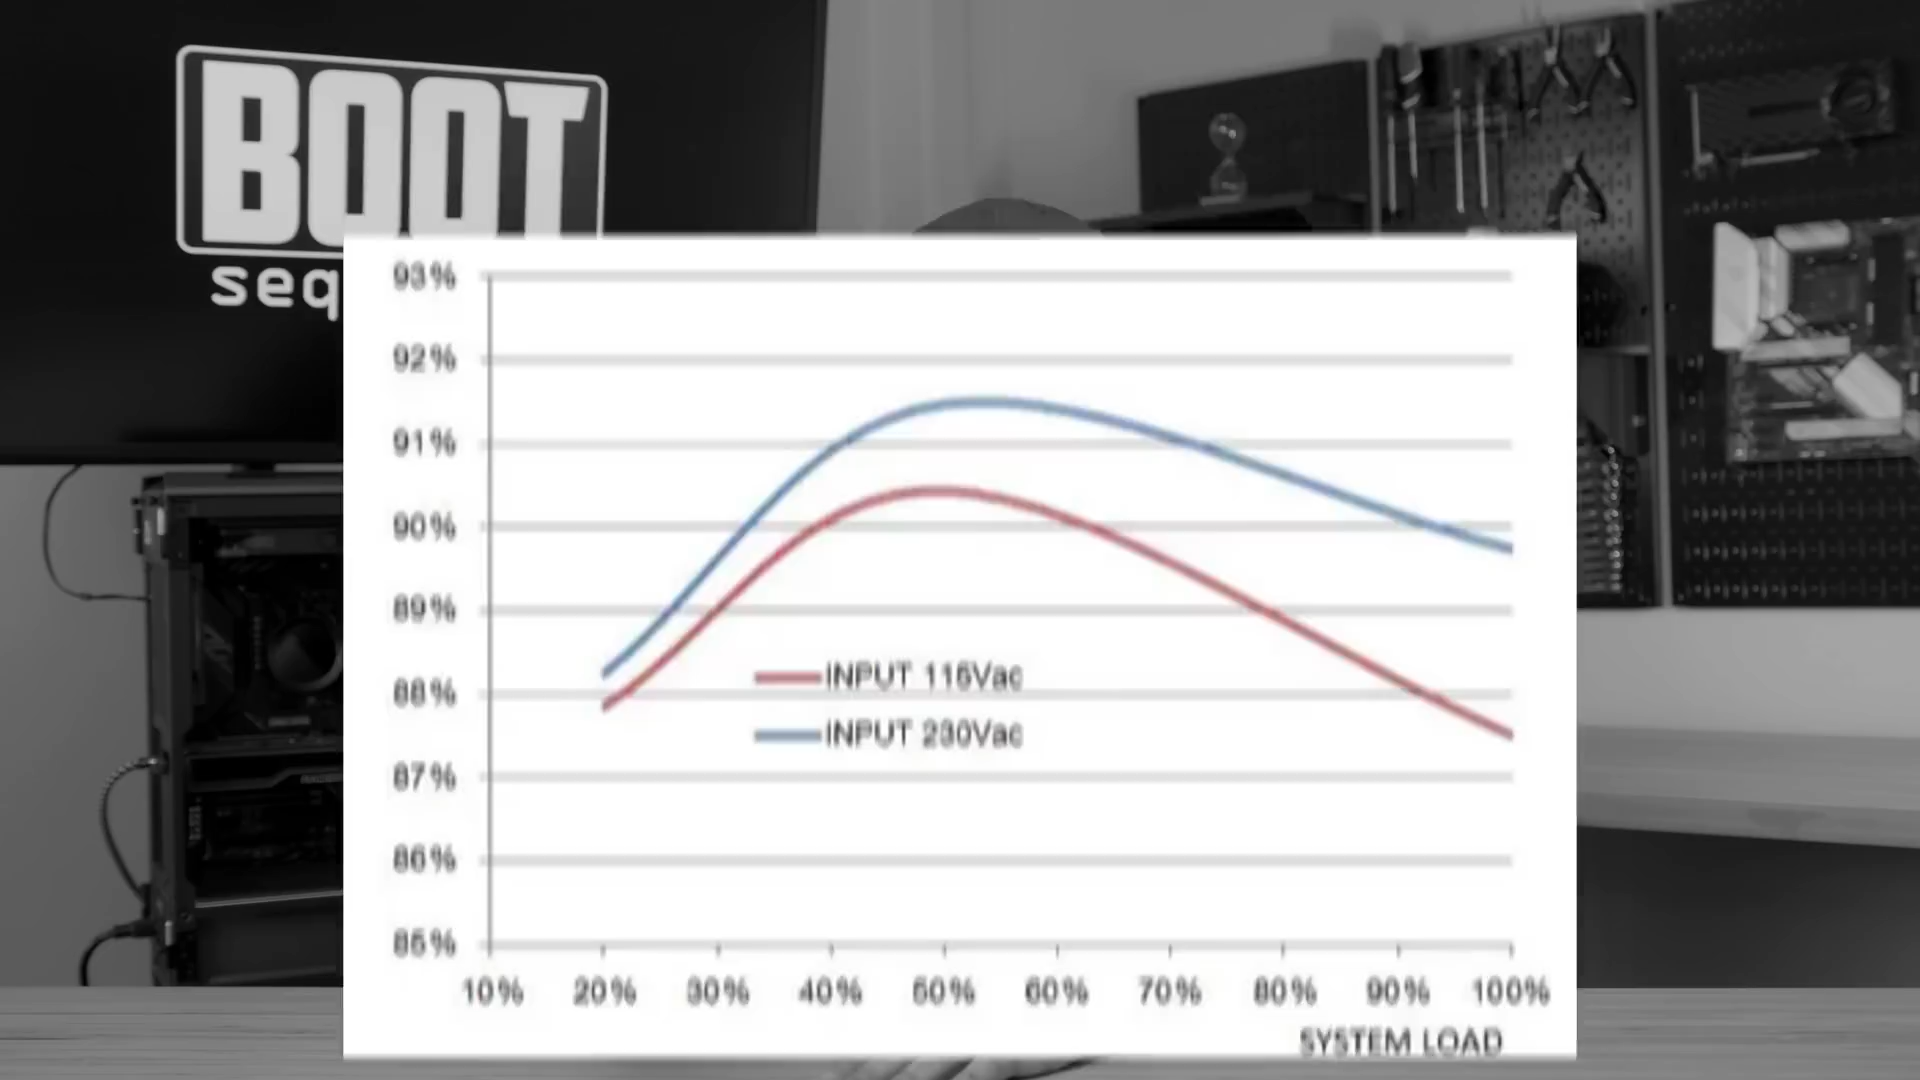 BOOT
seq
93%
92%
91%
90%
89%
88%
87%
86%
85%
INPUT 115Vac
INPUT 230Vac
10% 20% 30% 40% 50% 60% 70% 80% 90% 100%
SYSTEM LOAD